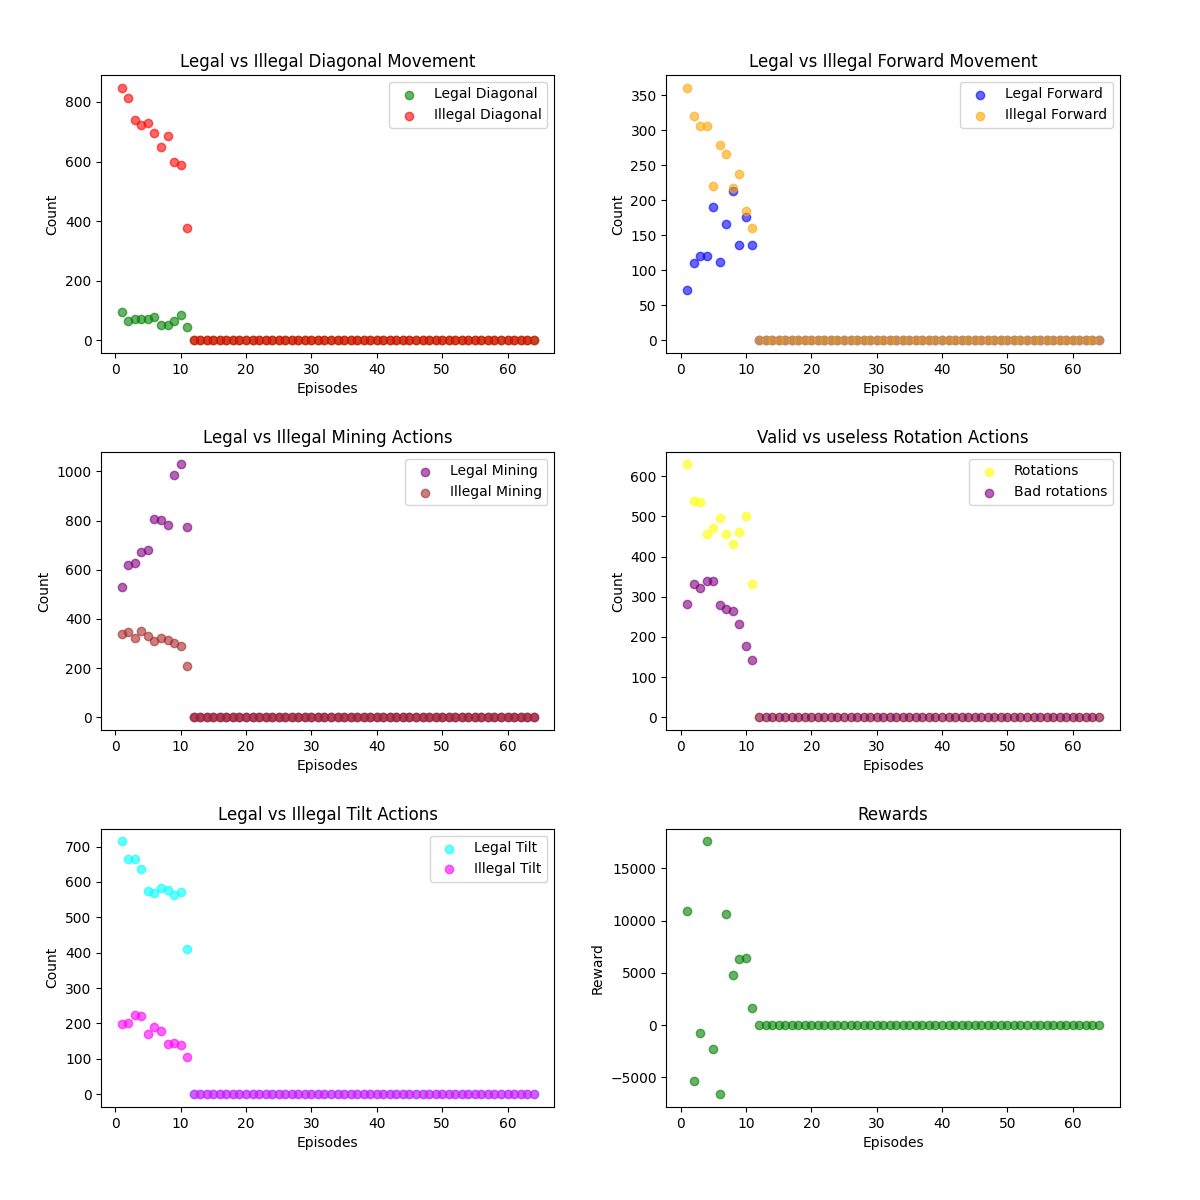 Legal vs Illegal Diagonal Movement
Count
800
600
400
200
0
Legal Diagonal
Illegal Diagonal
0 10 20 30 40 50 60
Episodes
Legal vs Illegal Forward Movement
Count
350
300
250
200
150
100
50
0
Legal Forward
Illegal Forward
0 10 20 30 40 50 60
Episodes
Legal vs Illegal Mining Actions
Count
1000
800
600
400
200
0
Legal Mining
Illegal Mining
0 10 20 30 40 50 60
Episodes
Valid vs useless Rotation Actions
Count
600
500
400
300
200
100
0
Rotations
Bad rotations
0 10 20 30 40 50 60
Episodes
Legal vs Illegal Tilt Actions
Count
700
600
500
400
300
200
100
0
Legal Tilt
Illegal Tilt
0 10 20 30 40 50 60
Episodes
Rewards
Reward
15000
10000
5000
0
−5000
0 10 20 30 40 50 60
Episodes